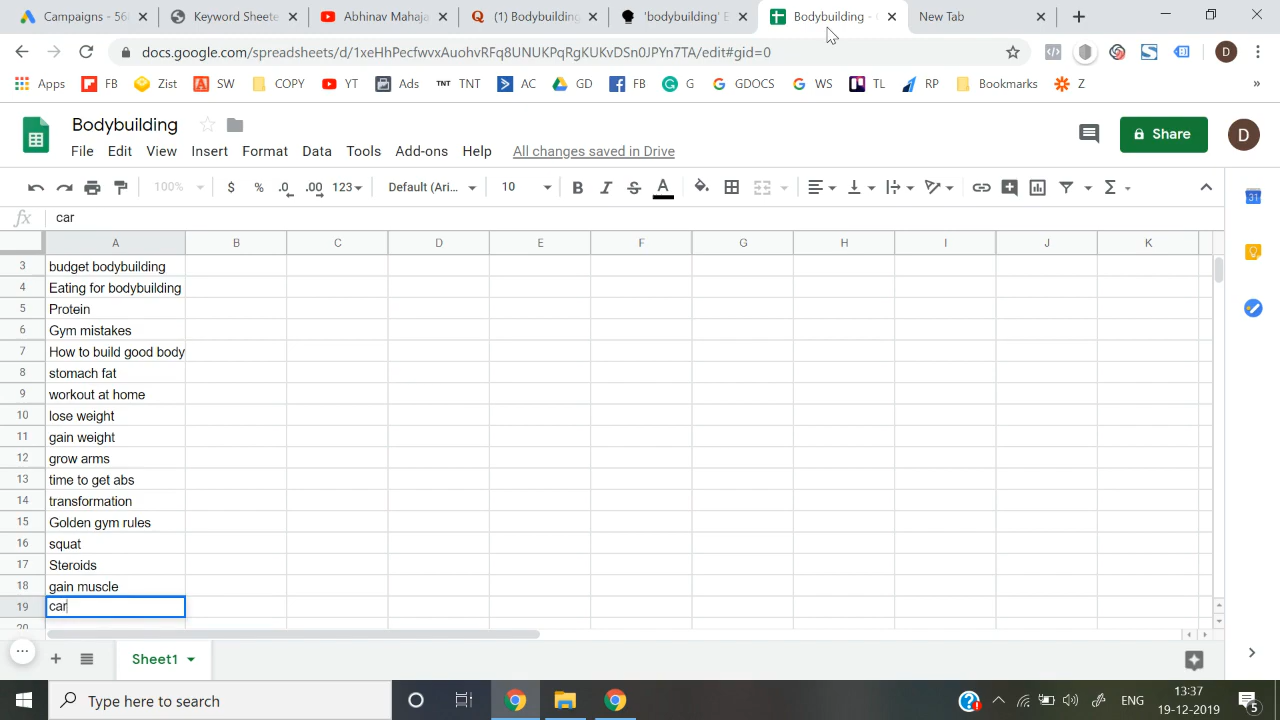 Campaigns - 56
Keyword Sheete
Abhinav Mahaja
(1) Bodybuilding
'bodybuilding' E
Bodybuilding -
New Tab
docs.google.com/spreadsheets/d/1xeHhPecfwvxAuohvRFq8UNUKPqRgKUKvDSn0JPYn7TA/edit#gid=0
D
Apps FB Zist SW COPY YT Ads TNT TNT AC GD FB G GDOCS WS TL RP Bookmarks Z »
Bodybuilding
File Edit View Insert Format Data Tools Add-ons Help All changes saved in Drive
Share
D
100% $ % .0 .00 123 Default (Ari... 10 B I S A Σ
fx car
A B C D E F G H I J K
3 budget bodybuilding
4 Eating for bodybuilding
5 Protein
6 Gym mistakes
7 How to build good body
8 stomach fat
9 workout at home
10 lose weight
11 gain weight
12 grow arms
13 time to get abs
14 transformation
15 Golden gym rules
16 squat
17 Steroids
18 gain muscle
19 car
20
31
Sheet1
Type here to search
ENG
13:37
19-12-2019
5